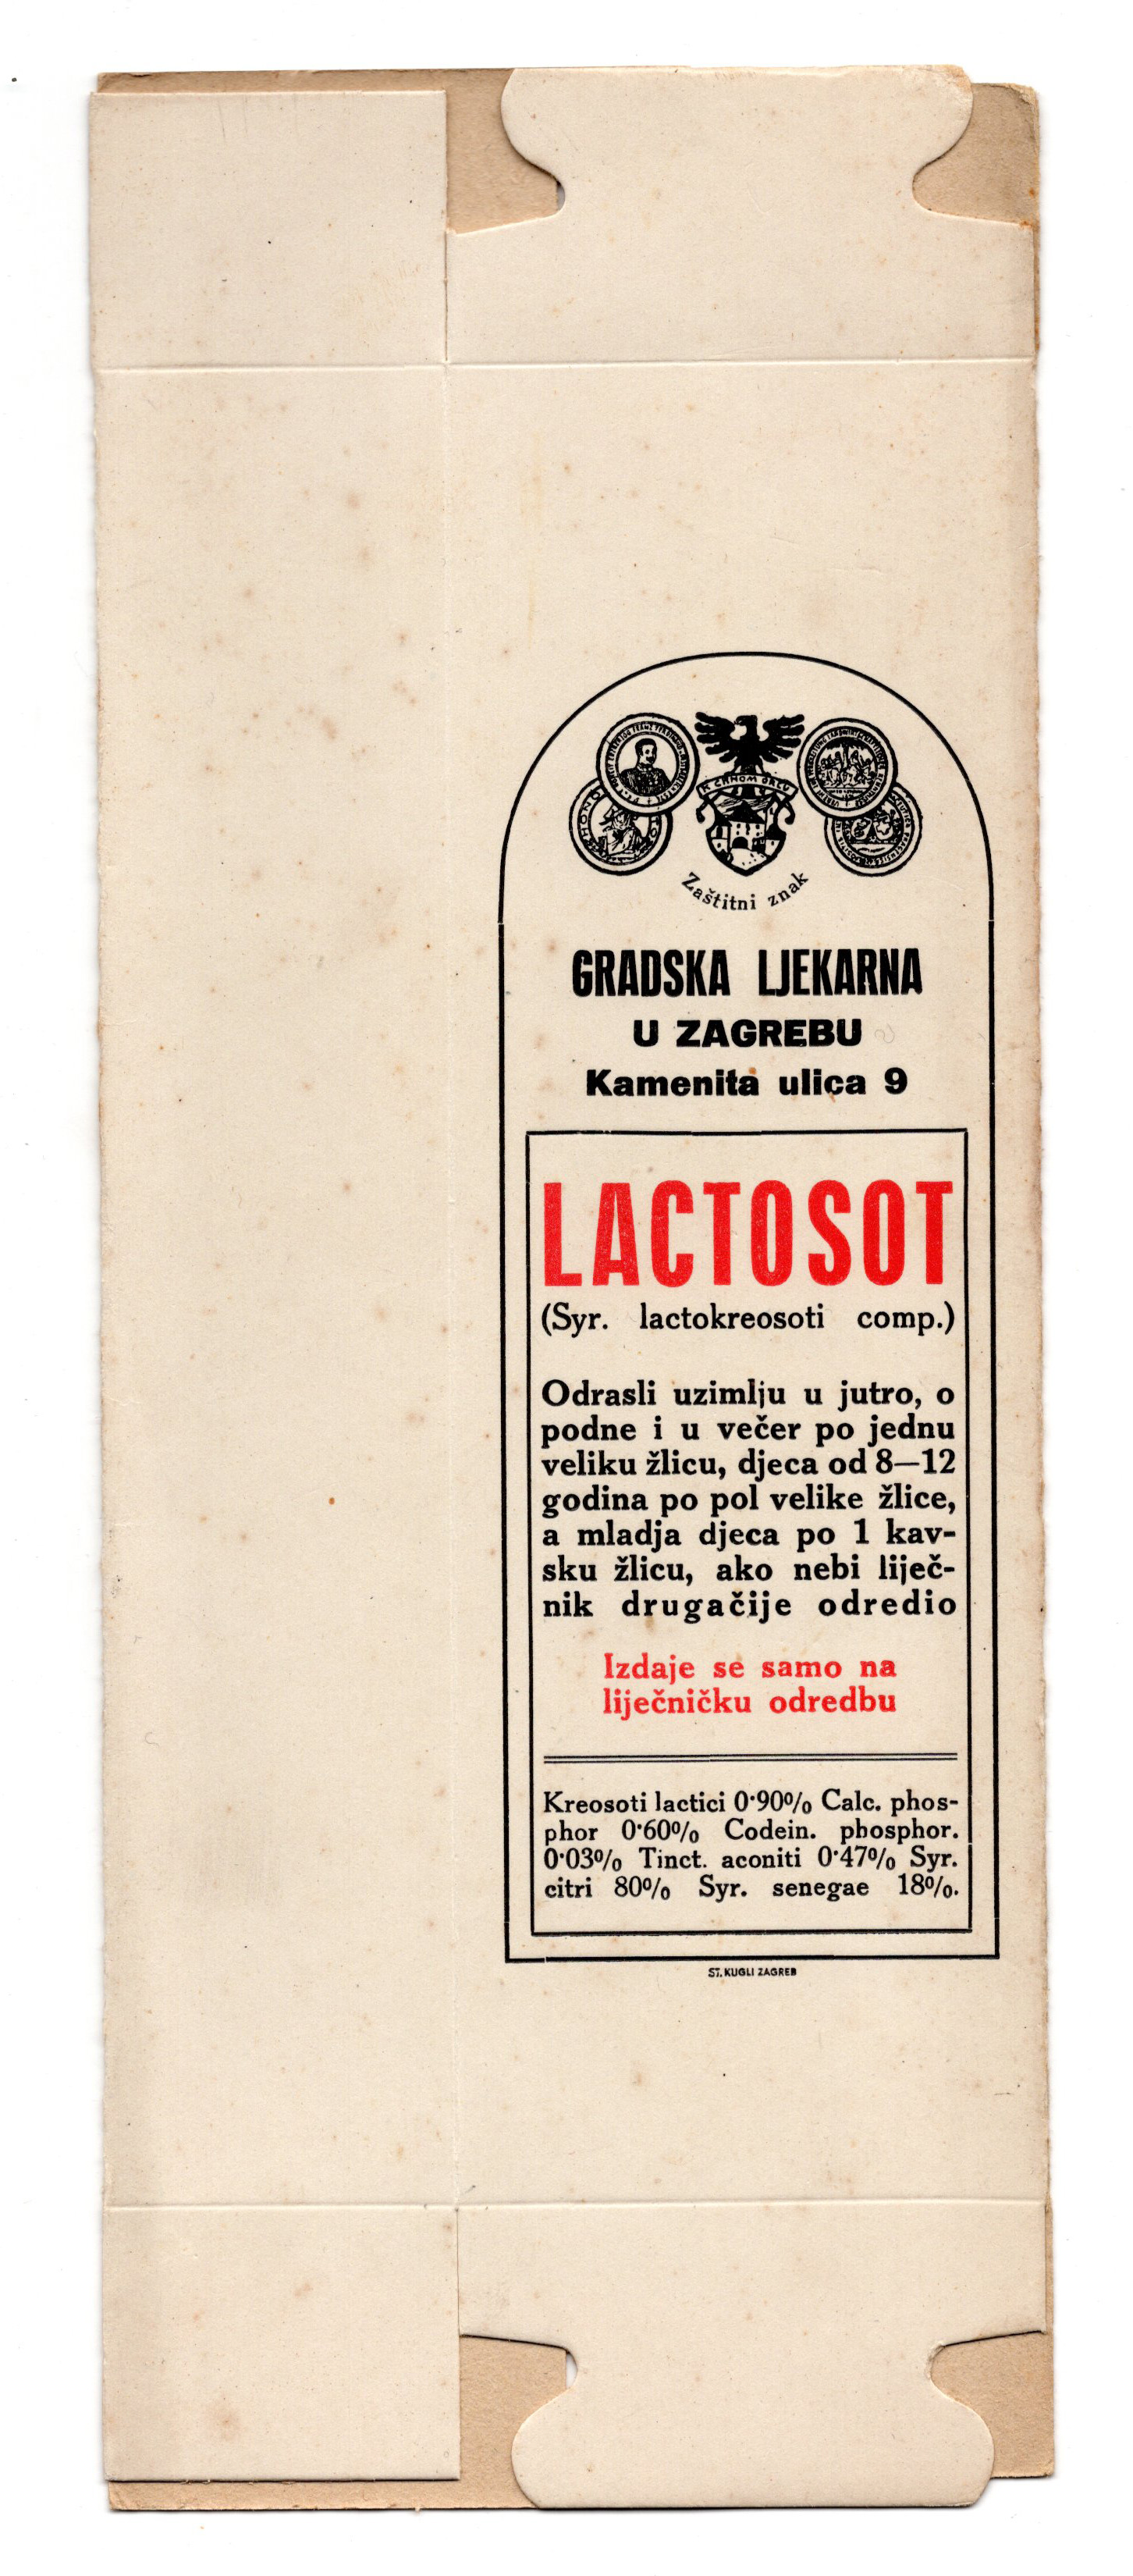 K CRNOM ORLU
Zaštitni znak
GRADSKA LJEKARNA
U ZAGREBU
Kamenita ulica 9
LACTOSOT
(Syr. lactokreosoti comp.)
Odrasli uzimlju u jutro, o
podne i u večer po jednu
veliku žlicu, djeca od 8—12
godina po pol velike žlice,
a mladja djeca po 1 kav-
sku žlicu, ako nebi liječ-
nik drugačije odredio
Izdaje se samo na
liječničku odredbu
Kreosoti lactici 0·90% Calc. phos-
phor 0·60% Codein. phosphor.
0·03% Tinct. aconiti 0·47% Syr.
citri 80% Syr. senegae 18%.
ST. KUGLI ZAGREB